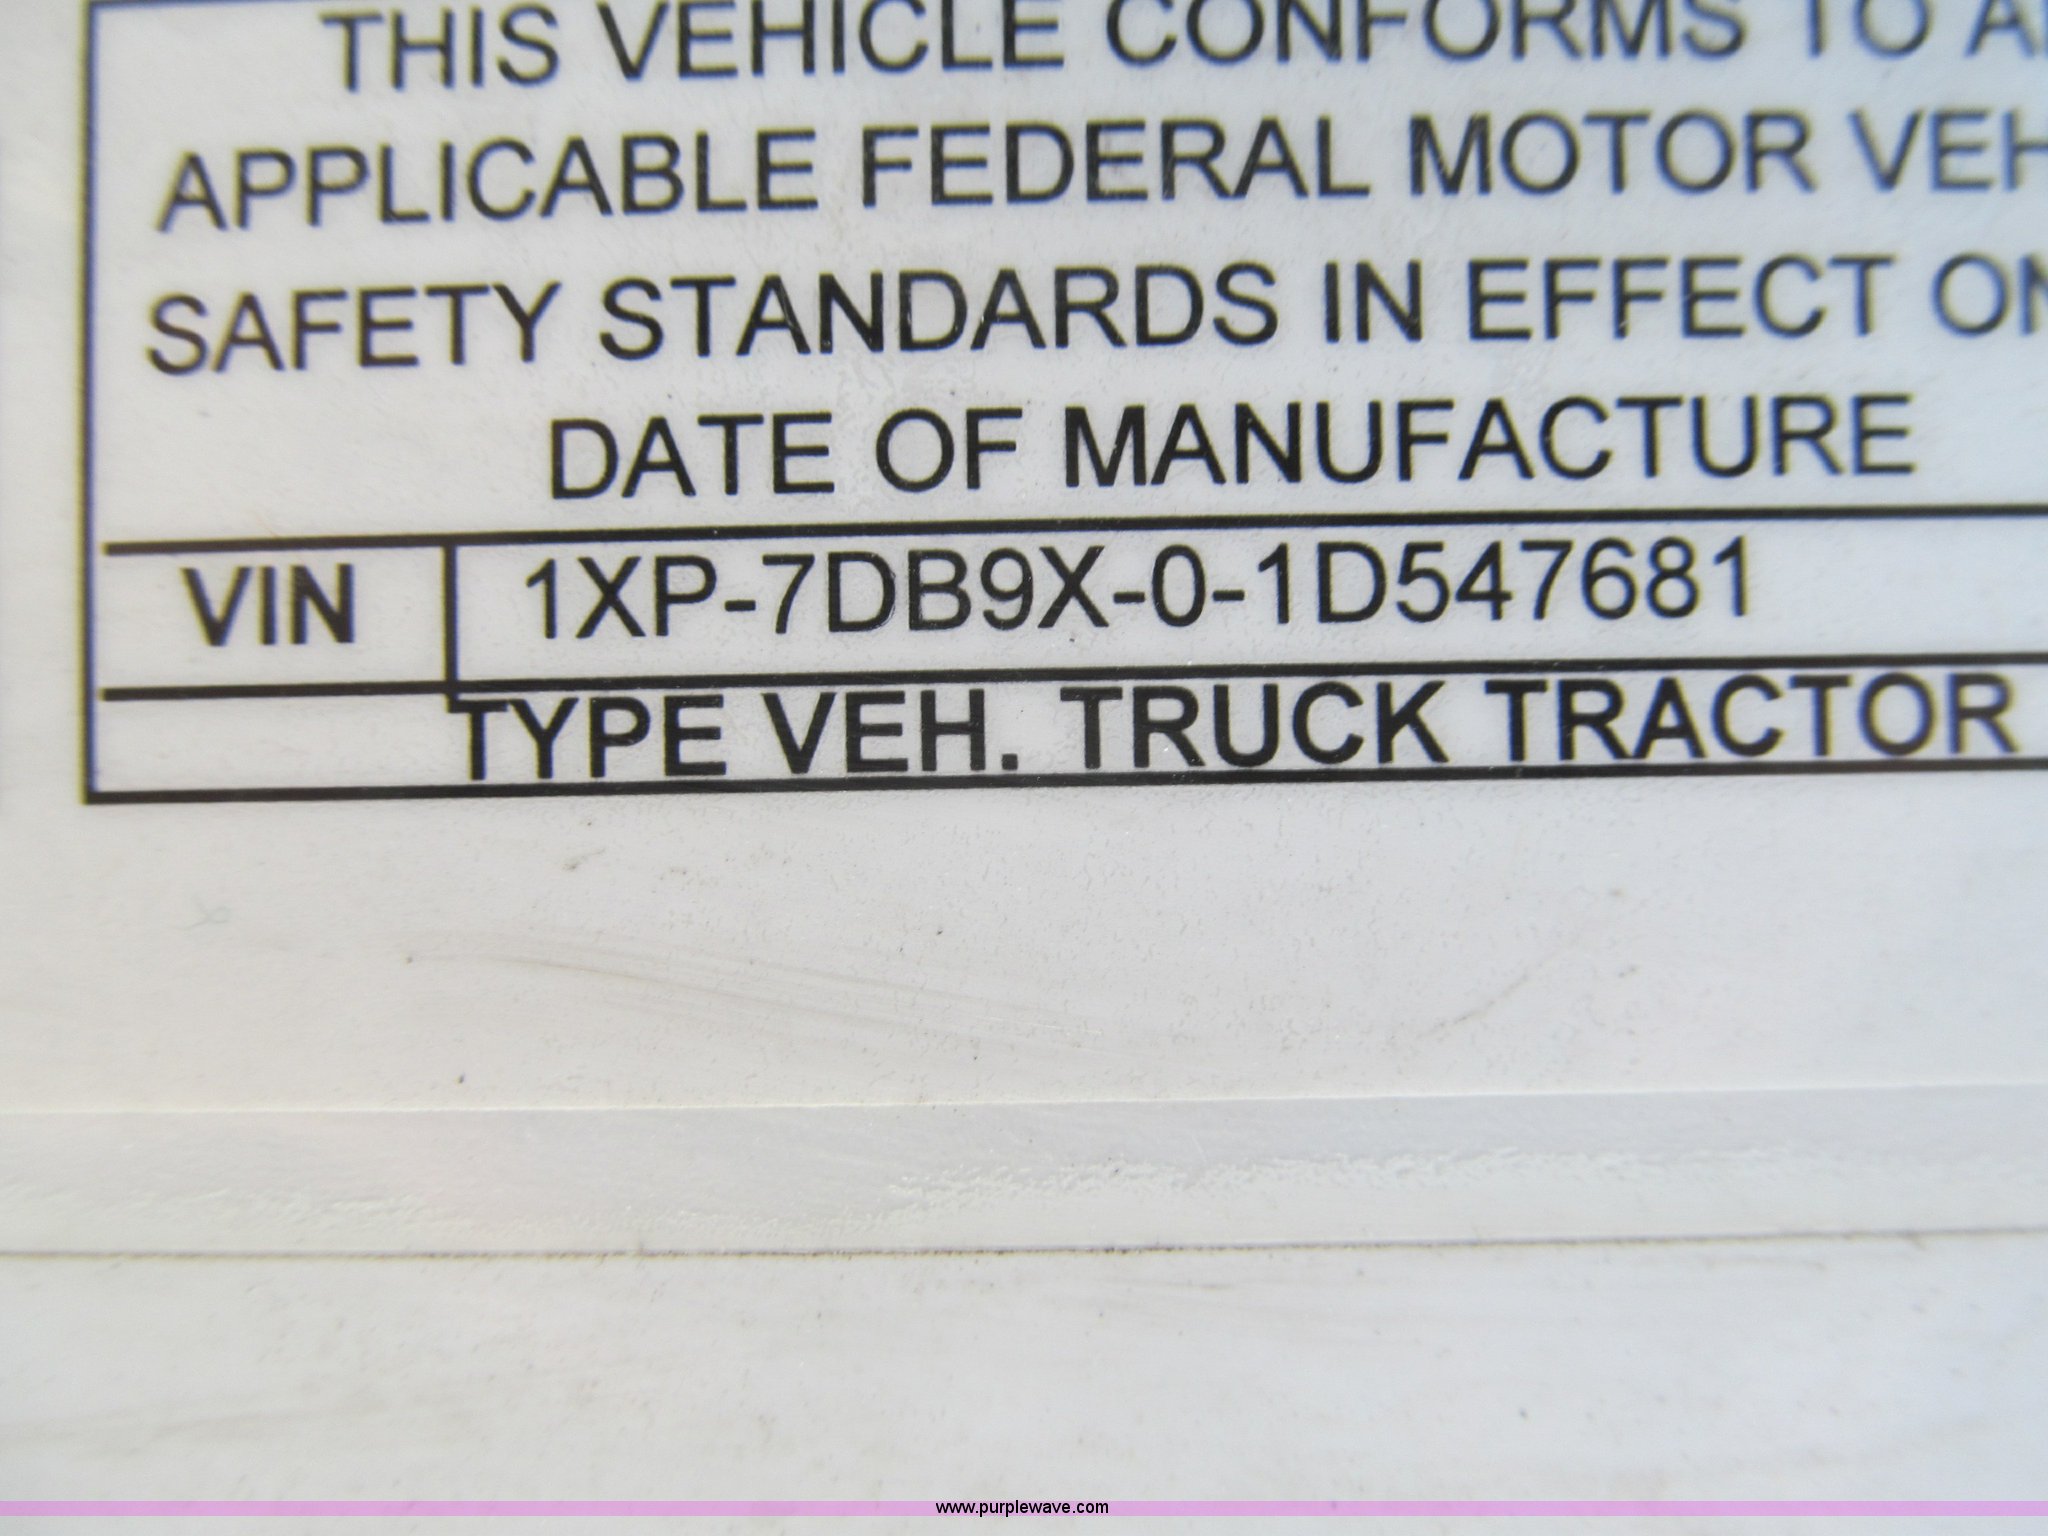 THIS VEHICLE CONFORMS TO
APPLICABLE FEDERAL MOTOR VEH
SAFETY STANDARDS IN EFFECT ON
DATE OF MANUFACTURE
VIN 1XP-7DB9X-0-1D547681
TYPE VEH. TRUCK TRACTOR
www.purplewave.com